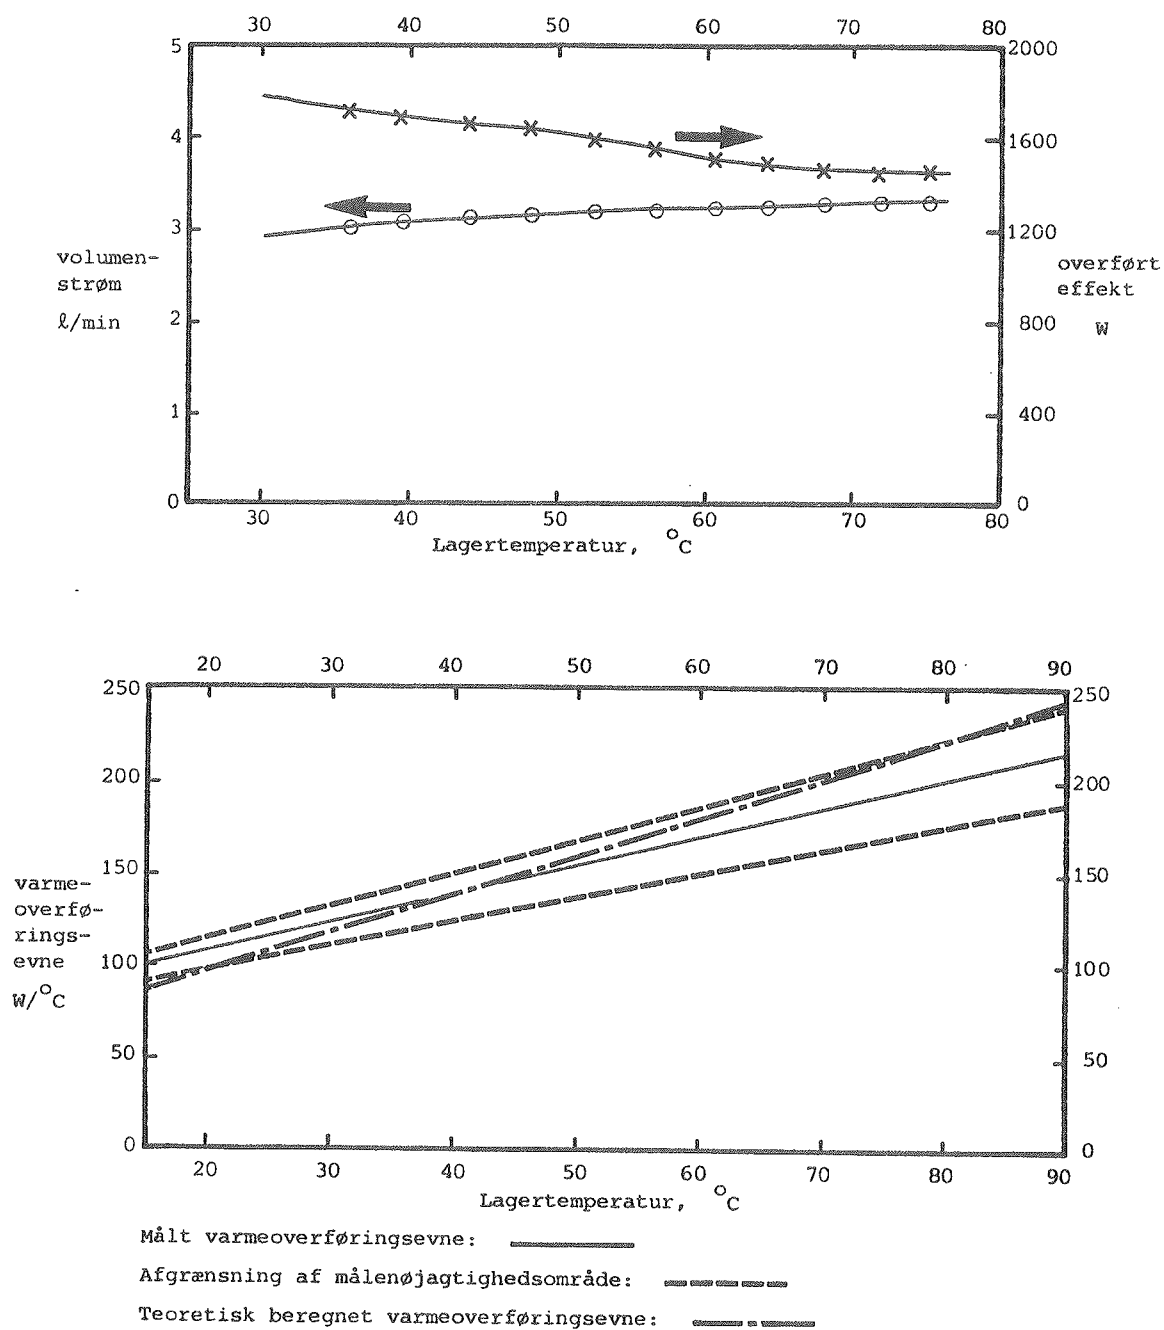 30 40 50 60 70 80
5 2000
4 1600
3 1200
volumen-
strøm
ℓ/min
overført
effekt
W
2 800
1 400
0 0
30 40 50 60 70 80
Lagertemperatur, °C
20 30 40 50 60 70 80 90
250 250
200 200
150 150
varme-
overfø-
rings-
evne
W/°C
100 100
50 50
0 0
20 30 40 50 60 70 80 90
Lagertemperatur, °C
Målt varmeoverføringsevne:
Afgrænsning af målenøjagtighedsområde:
Teoretisk beregnet varmeoverføringsevne: